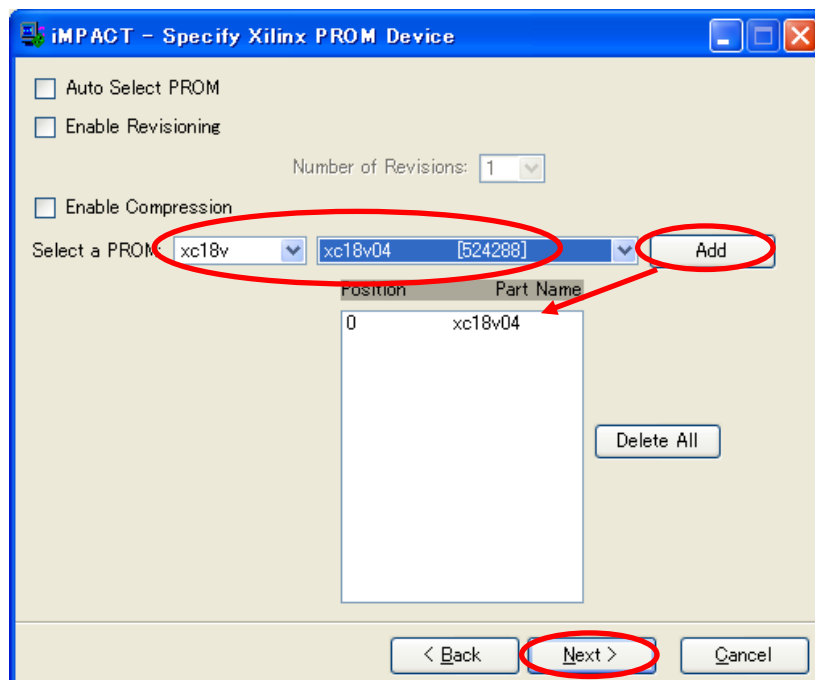 iMPACT - Specify Xilinx PROM Device
Auto Select PROM
Enable Revisioning
Number of Revisions: 1
Enable Compression
Select a PROM: xc18v xc18v04 [524288] Add
Position Part Name
0 xc18v04
Delete All
< Back Next > Cancel